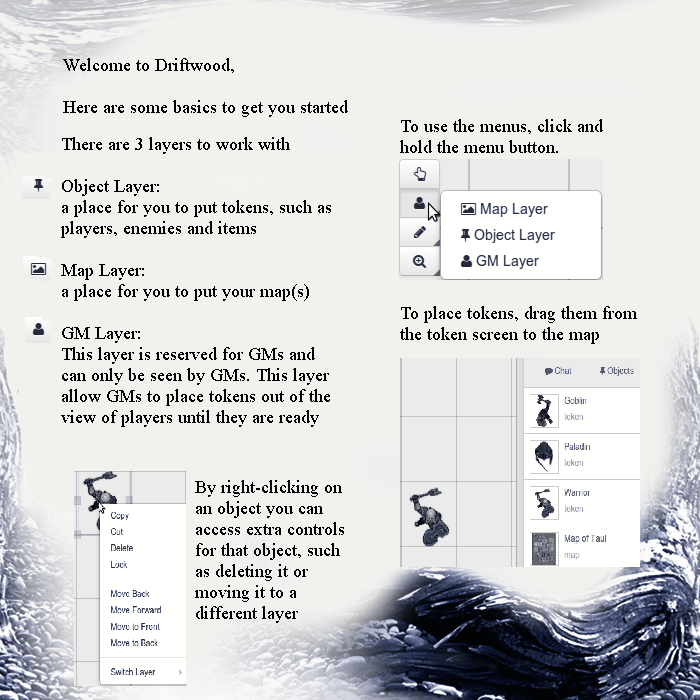 Welcome to Driftwood,
Here are some basics to get you started
There are 3 layers to work with
Object Layer:
a place for you to put tokens, such as
players, enemies and items
Map Layer:
a place for you to put your map(s)
GM Layer:
This layer is reserved for GMs and
can only be seen by GMs. This layer
allow GMs to place tokens out of the
view of players until they are ready
Copy
Cut
Delete
Lock
Move Back
Move Forward
Move to Front
Move to Back
Switch Layer
By right-clicking on
an object you can
access extra controls
for that object, such
as deleting it or
moving it to a
different layer
To use the menus, click and
hold the menu button.
Map Layer
Object Layer
GM Layer
To place tokens, drag them from
the token screen to the map
Chat Objects
Goblin
token
Paladin
token
Warrior
token
Map of Taul
map